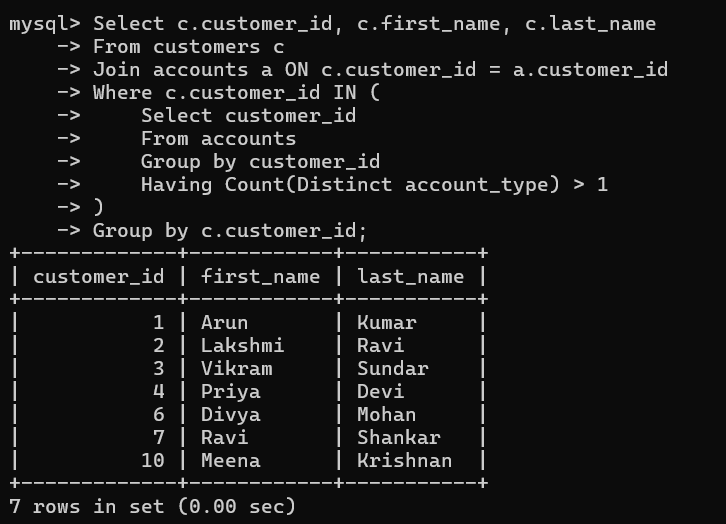 mysql> Select c.customer_id, c.first_name, c.last_name
    -> From customers c
    -> Join accounts a ON c.customer_id = a.customer_id
    -> Where c.customer_id IN (
    ->     Select customer_id
    ->     From accounts
    ->     Group by customer_id
    ->     Having Count(Distinct account_type) > 1
    -> )
    -> Group by c.customer_id;
+-------------+------------+-----------+
| customer_id | first_name | last_name |
+-------------+------------+-----------+
|           1 | Arun       | Kumar     |
|           2 | Lakshmi    | Ravi      |
|           3 | Vikram     | Sundar    |
|           4 | Priya      | Devi      |
|           6 | Divya      | Mohan     |
|           7 | Ravi       | Shankar   |
|          10 | Meena      | Krishnan  |
+-------------+------------+-----------+
7 rows in set (0.00 sec)